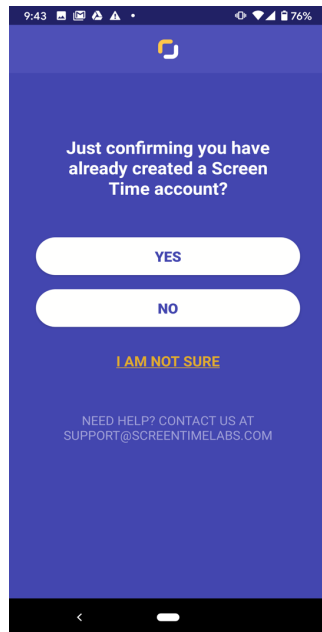 9:43 76%
Just confirming you have
already created a Screen
Time account?
YES
NO
I AM NOT SURE
NEED HELP? CONTACT US AT
SUPPORT@SCREENTIMELABS.COM